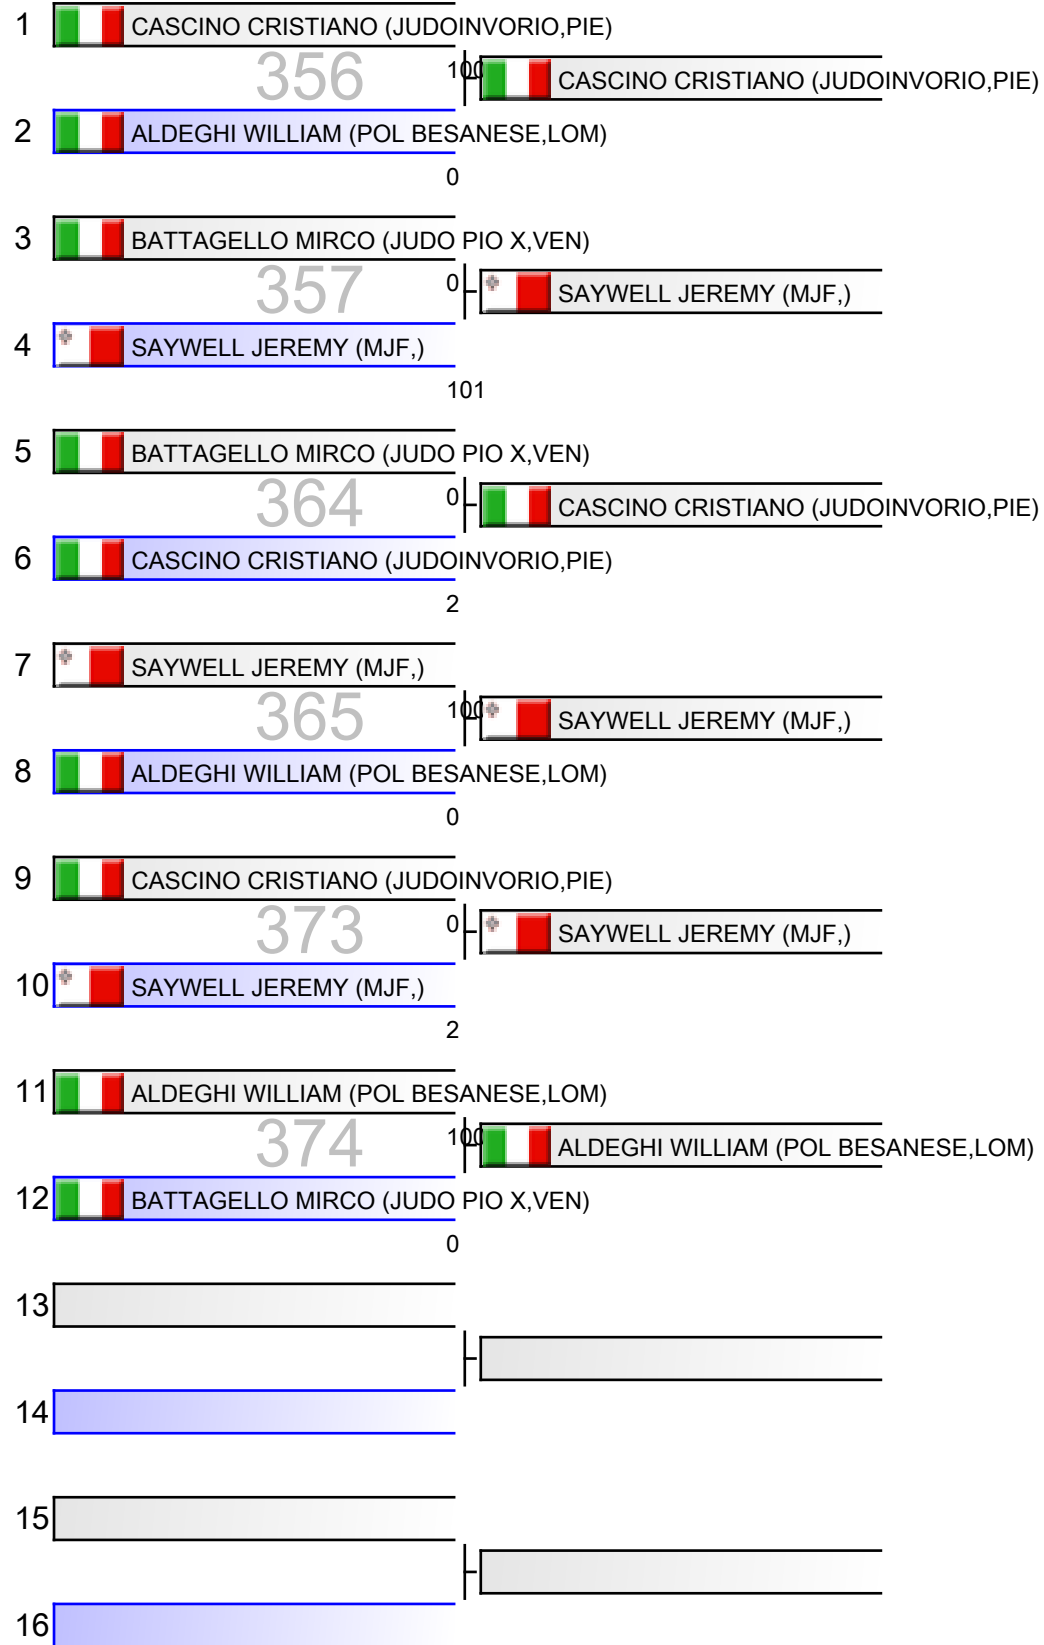 1 CASCINO CRISTIANO (JUDOINVORIO,PIE)
356 100 CASCINO CRISTIANO (JUDOINVORIO,PIE)
2 ALDEGHI WILLIAM (POL BESANESE,LOM)
0
3 BATTAGELLO MIRCO (JUDO PIO X,VEN)
357 0 SAYWELL JEREMY (MJF,)
4 SAYWELL JEREMY (MJF,)
101
5 BATTAGELLO MIRCO (JUDO PIO X,VEN)
364 0 CASCINO CRISTIANO (JUDOINVORIO,PIE)
6 CASCINO CRISTIANO (JUDOINVORIO,PIE)
2
7 SAYWELL JEREMY (MJF,)
365 100 SAYWELL JEREMY (MJF,)
8 ALDEGHI WILLIAM (POL BESANESE,LOM)
0
9 CASCINO CRISTIANO (JUDOINVORIO,PIE)
373 0 SAYWELL JEREMY (MJF,)
10 SAYWELL JEREMY (MJF,)
2
11 ALDEGHI WILLIAM (POL BESANESE,LOM)
374 100 ALDEGHI WILLIAM (POL BESANESE,LOM)
12 BATTAGELLO MIRCO (JUDO PIO X,VEN)
0
13
14
15
16